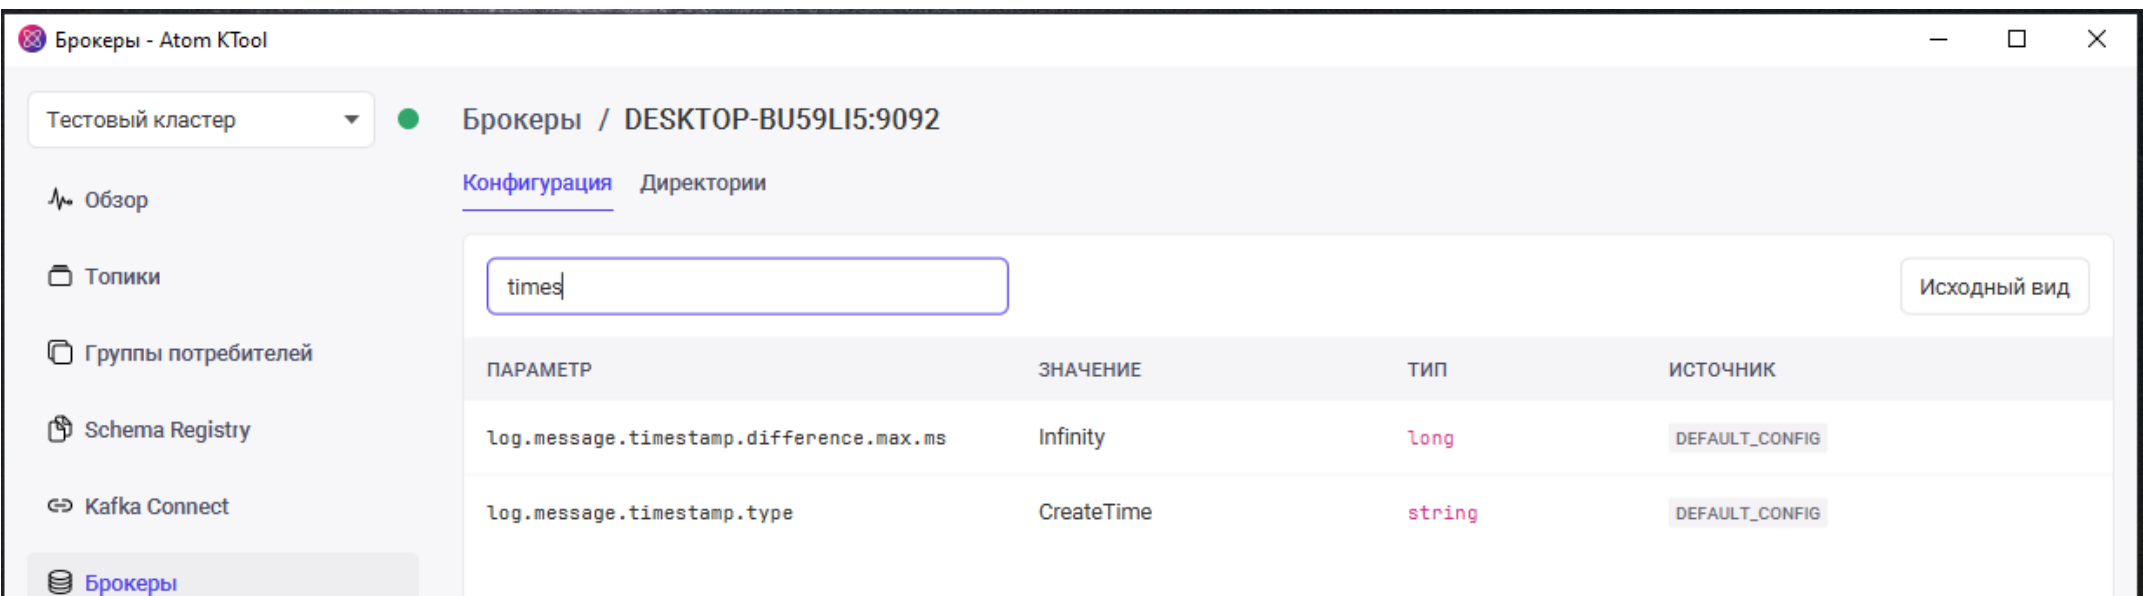 Брокеры - Atom KTool
Тестовый кластер
Брокеры / DESKTOP-BU59LI5:9092
Конфигурация Директории
Обзор
Топики
Группы потребителей
Schema Registry
Kafka Connect
Брокеры
times
Исходный вид
ПАРАМЕТР ЗНАЧЕНИЕ ТИП ИСТОЧНИК
log.message.timestamp.difference.max.ms Infinity long DEFAULT_CONFIG
log.message.timestamp.type CreateTime string DEFAULT_CONFIG